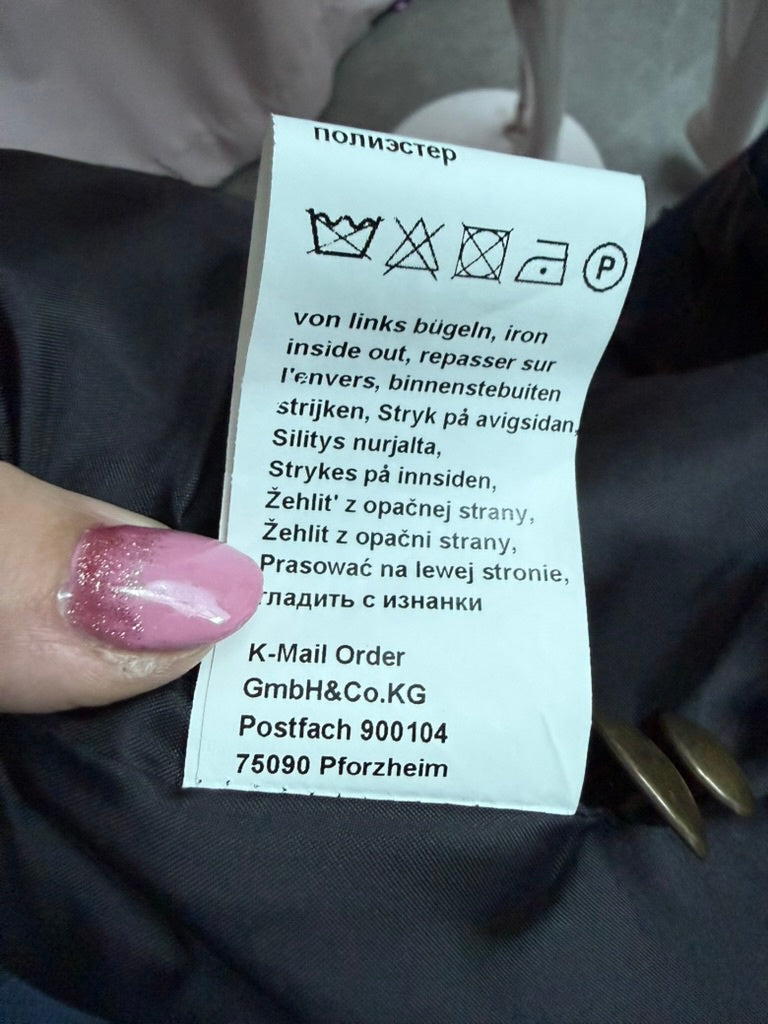 полиэстер
P
von links bügeln, iron
inside out, repasser sur
l'envers, binnenstebuiten
strijken, Stryk på avigsidan,
Silitys nurjalta,
Strykes på innsiden,
Žehlit' z opačnej strany,
Žehlit z opačni strany,
Prasować na lewej stronie,
гладить с изнанки
K-Mail Order
GmbH&Co.KG
Postfach 900104
75090 Pforzheim